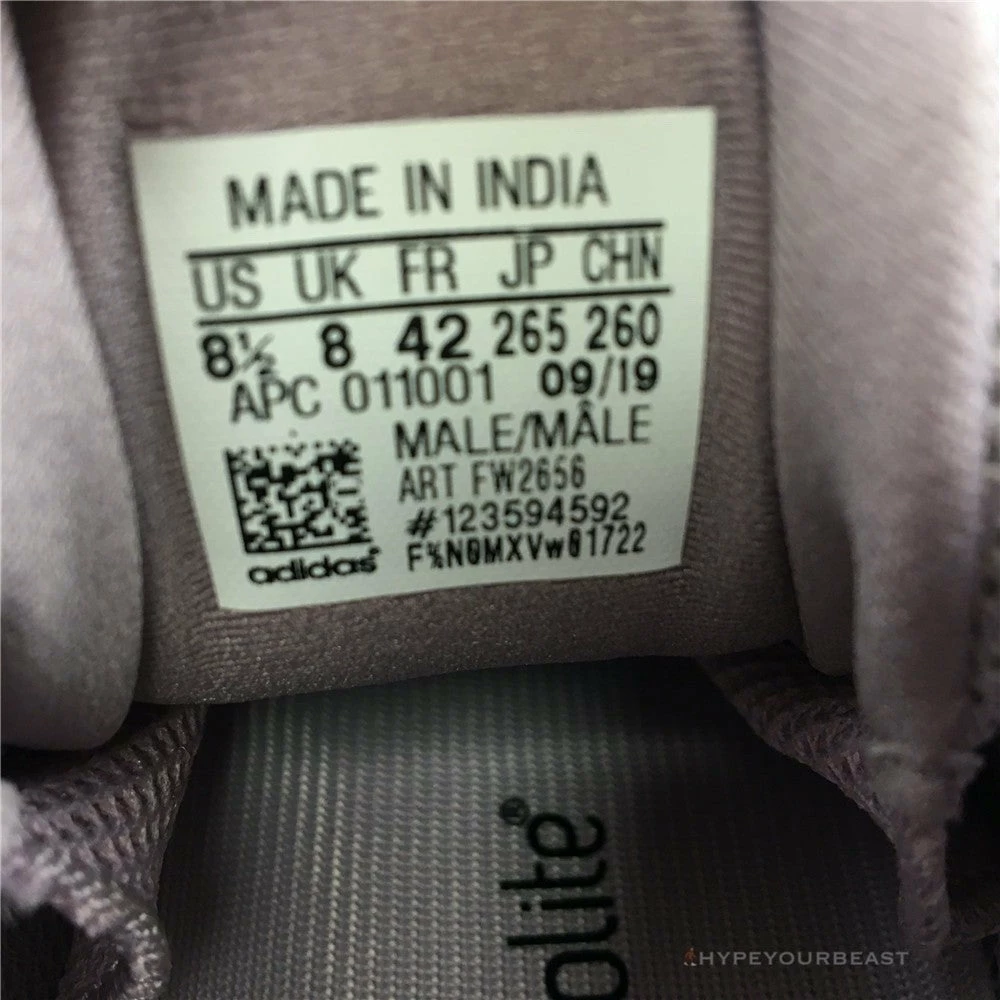 MADE IN INDIA
US UK FR JP CHN
8½ 8 42 265 260
APC 011001 09/19
MALE/MÂLE
ART FW2656
#123594592
F%N0MXVw01722
adidas®
olite®
HYPEYOURBEAST